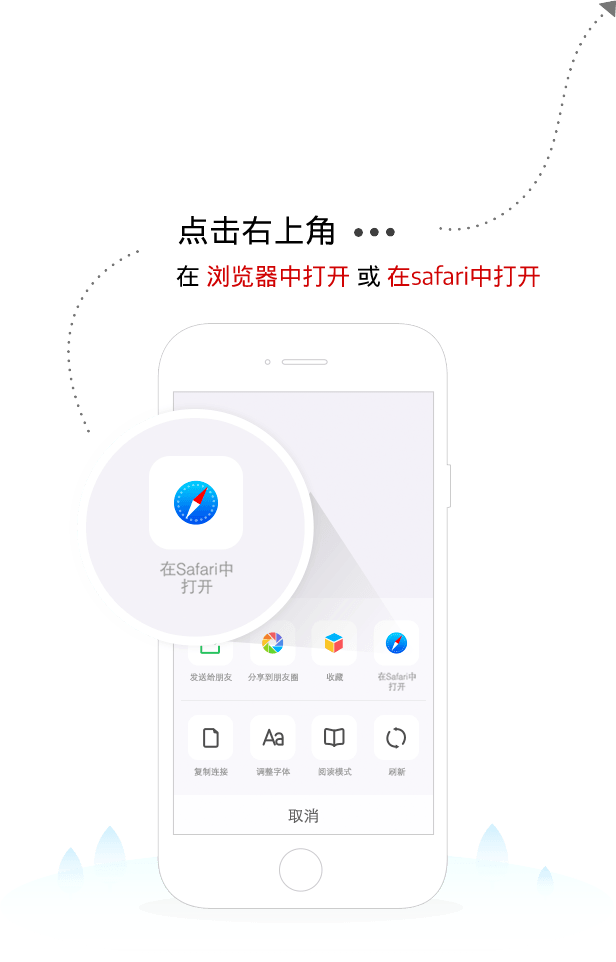 点击右上角 •••
在 浏览器中打开 或 在safari中打开
在Safari中
打开
发送给朋友 分享到朋友圈 收藏 在Safari中
打开
Aa
复制连接 调整字体 阅读模式 刷新
取消